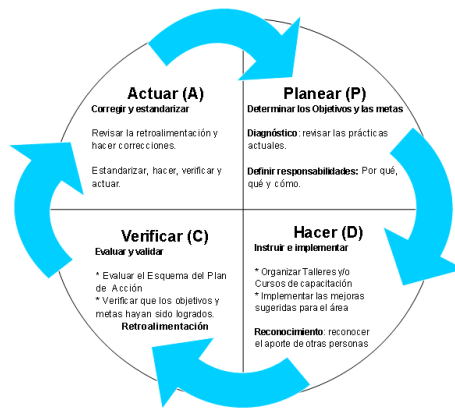 Actuar (A)
Corregir y estandarizar
Revisar la retroalimentación y
hacer correcciones.
Estandarizar, hacer, verificar y
actuar.
Planear (P)
Determinar los Objetivos y las metas
Diagnóstico: revisar las prácticas
actuales.
Definir responsabilidades: Por qué,
qué y cómo.
Verificar (C)
Evaluar y validar
* Evaluar el Esquema del Plan
de Acción
* Verificar que los objetivos y
metas hayan sido logrados.
Retroalimentación
Hacer (D)
Instruir e implementar
* Organizar Talleres y/o
Cursos de capacitación
* Implementar las mejoras
sugeridas para el área
Reconocimiento: reconocer
el aporte de otras personas